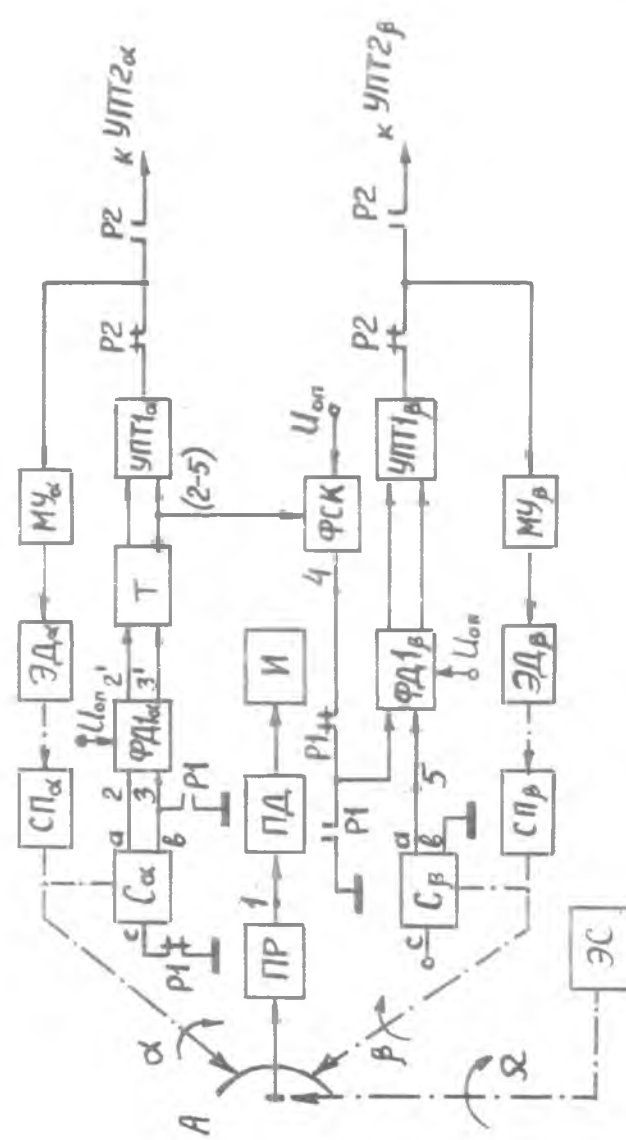 к УПТ2α
Р2
Р2
МУα
УПТ1α
(2-5)
Т
ЭДα
Uоп
2'
3'
ФД1α
СПα
2
3
а
в
Р1
Сα
с
Р1
α
А
ПР
1
ПД
И
ФСК
Uоп
4
Р1
Р1
к УПТ2β
Р2
Р2
УПТ1β
МУβ
ФД1β
Uоп
ЭДβ
5
а
в
Сβ
с
СПβ
β
Ω
ЭС